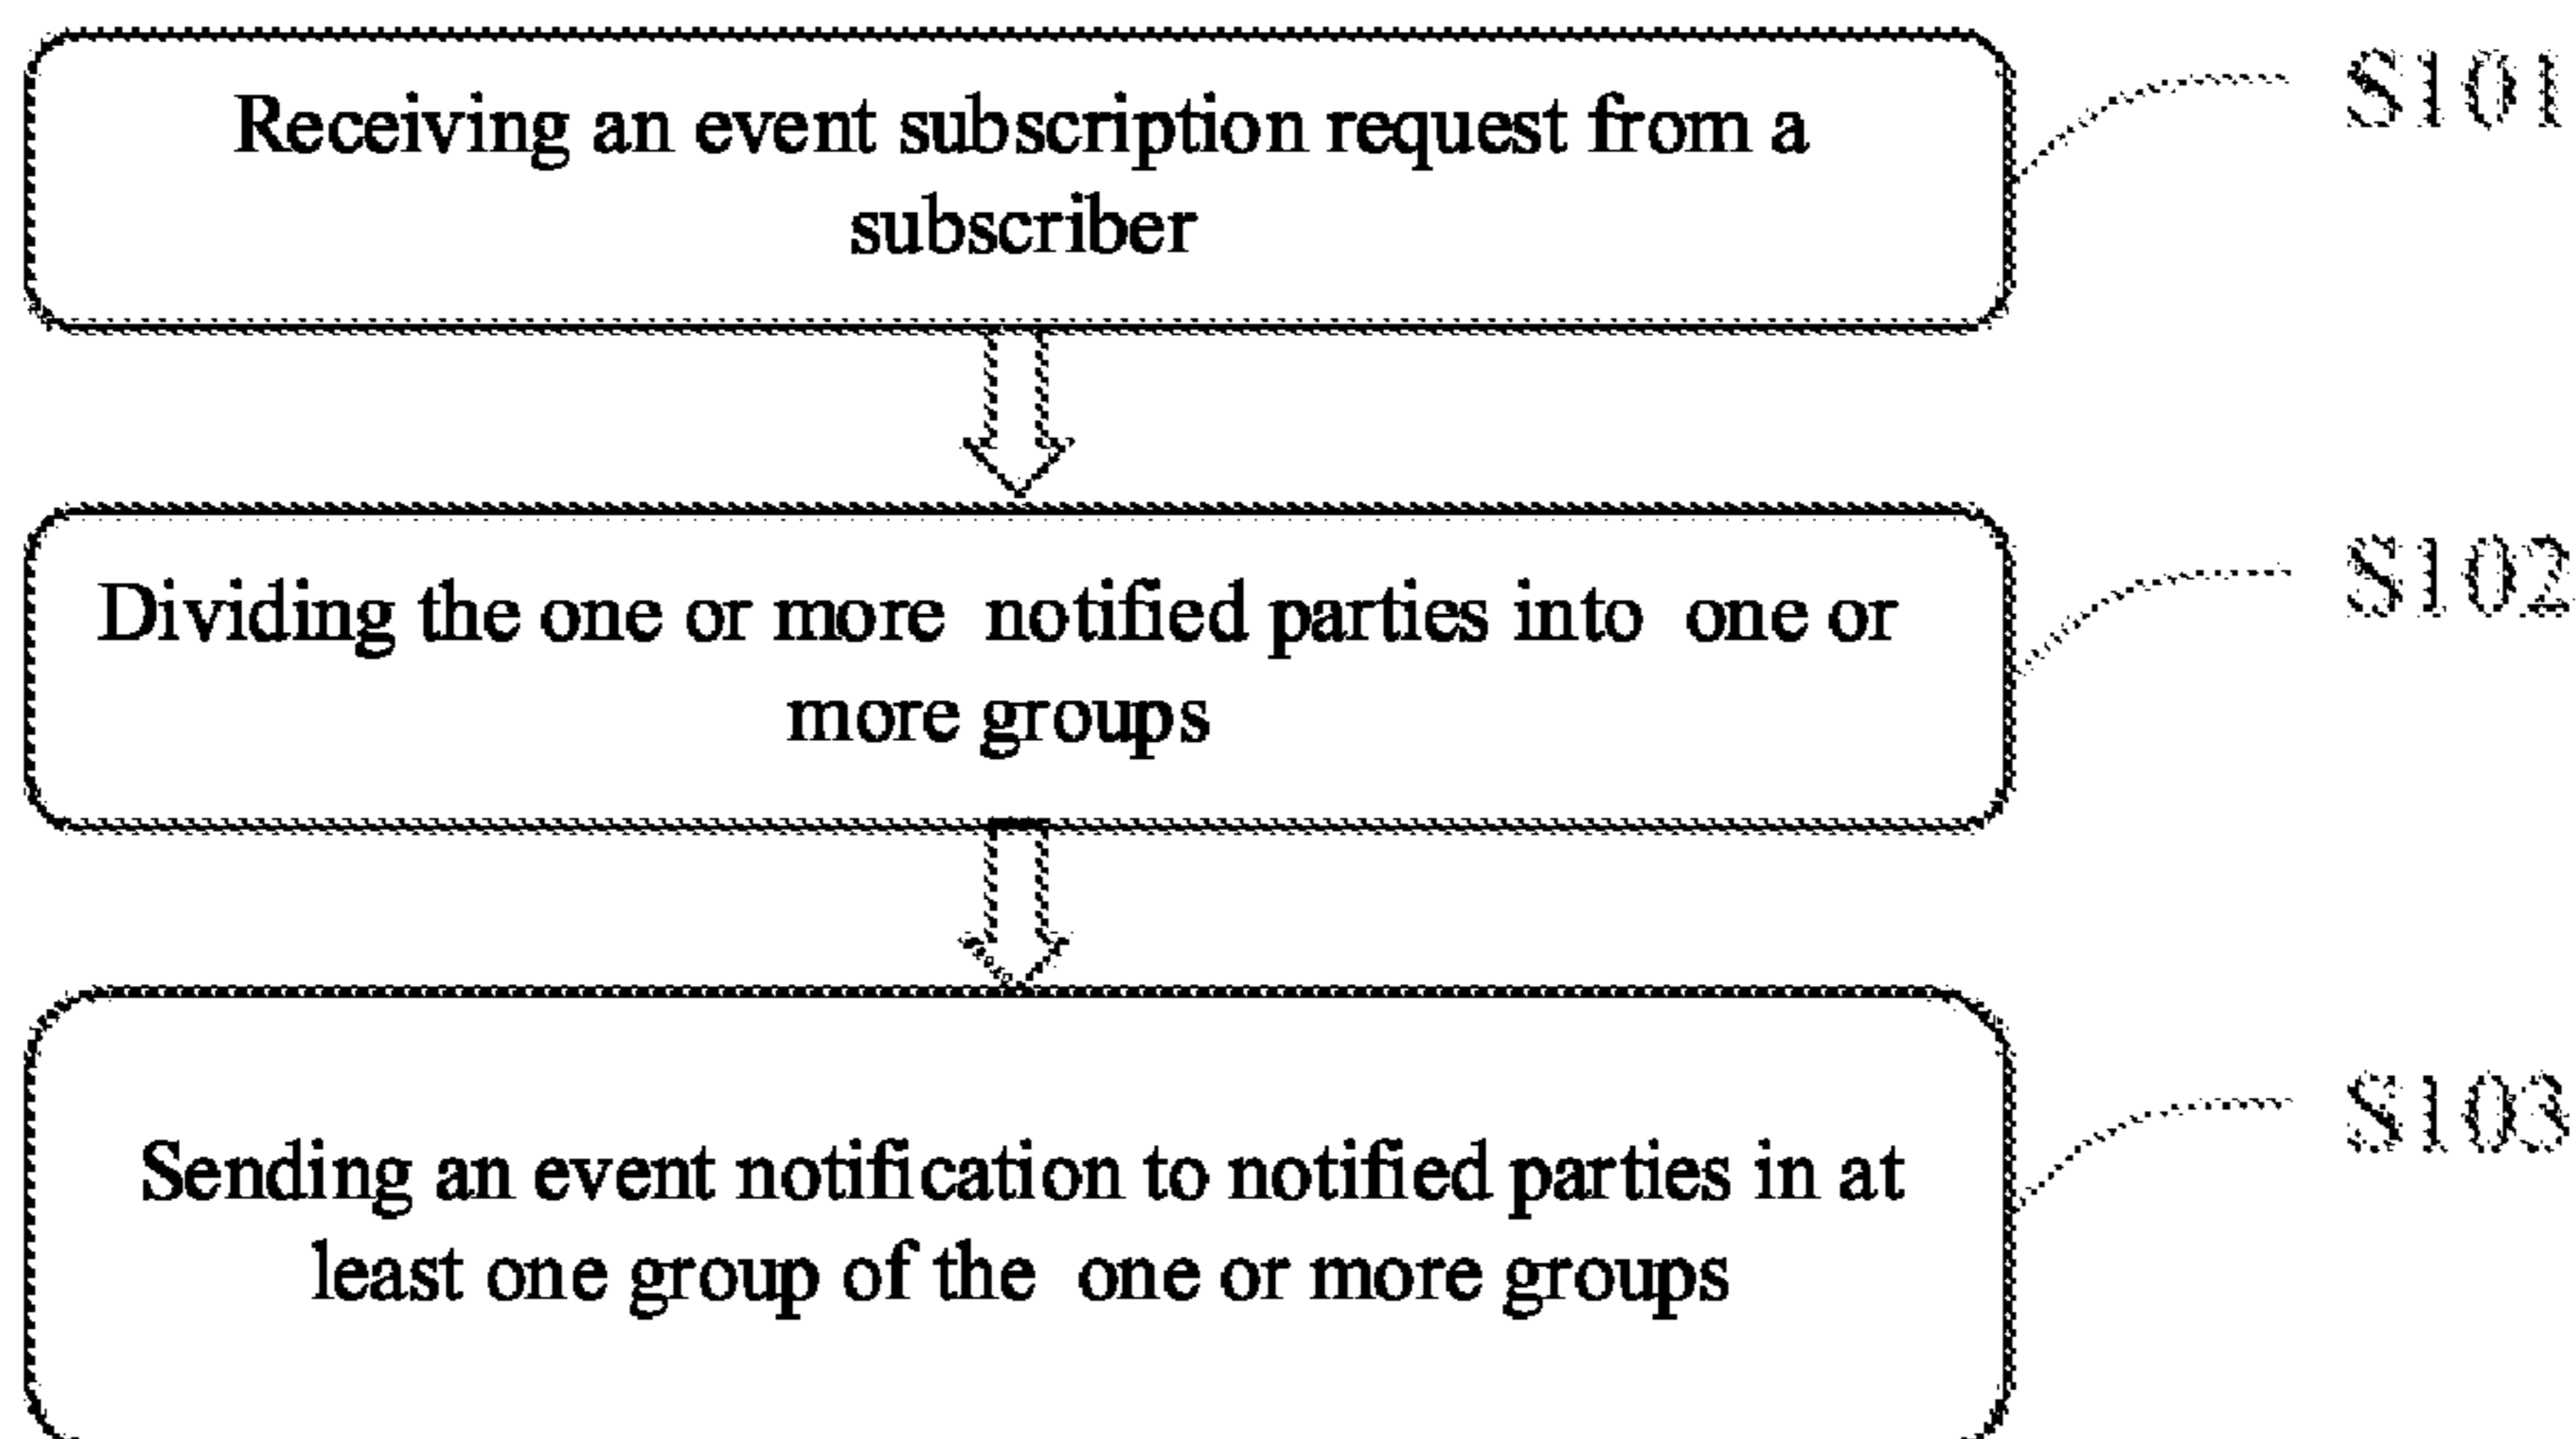 Receiving an event subscription request from a
subscriber
S101
Dividing the one or more notified parties into one or
more groups
S102
Sending an event notification to notified parties in at
least one group of the one or more groups
S103